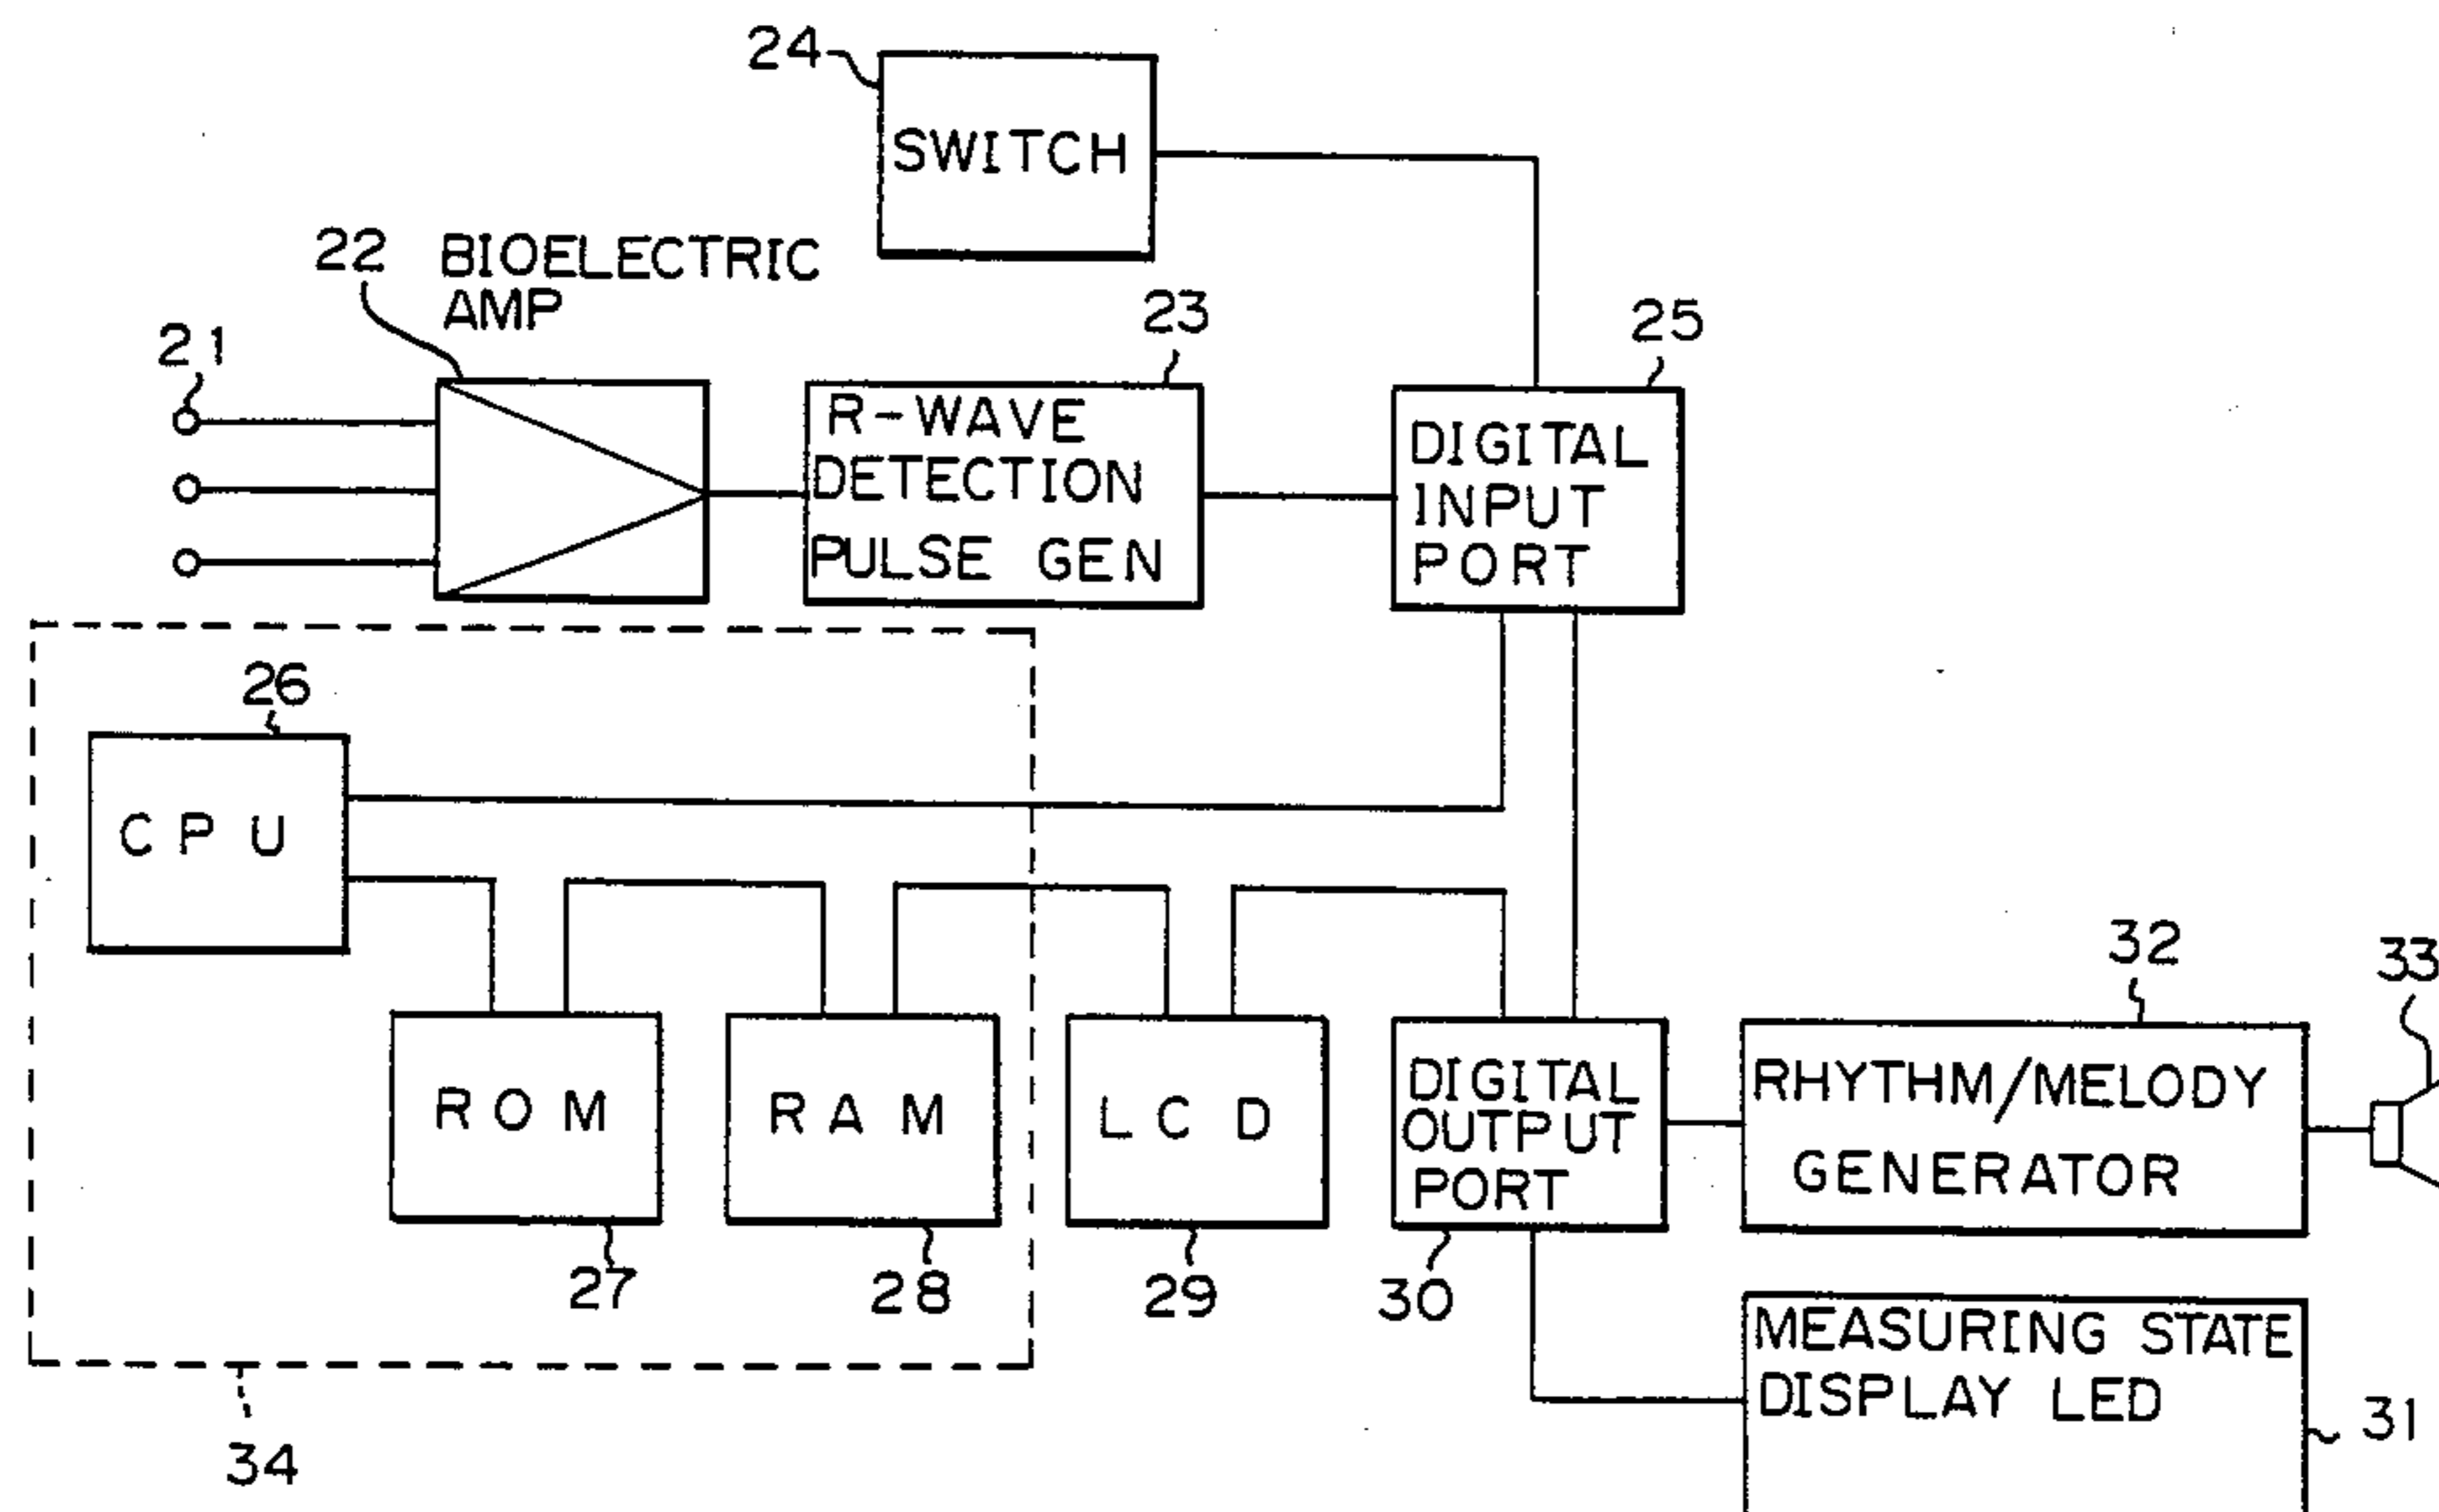 24
SWITCH
22
BIOELECTRIC
AMP
21
23
R-WAVE
DETECTION
PULSE GEN
25
DIGITAL
INPUT
PORT
26
CPU
ROM
27
RAM
28
LCD
29
DIGITAL
OUTPUT
PORT
30
32
RHYTHM/MELODY
GENERATOR
33
MEASURING STATE
DISPLAY LED
31
34